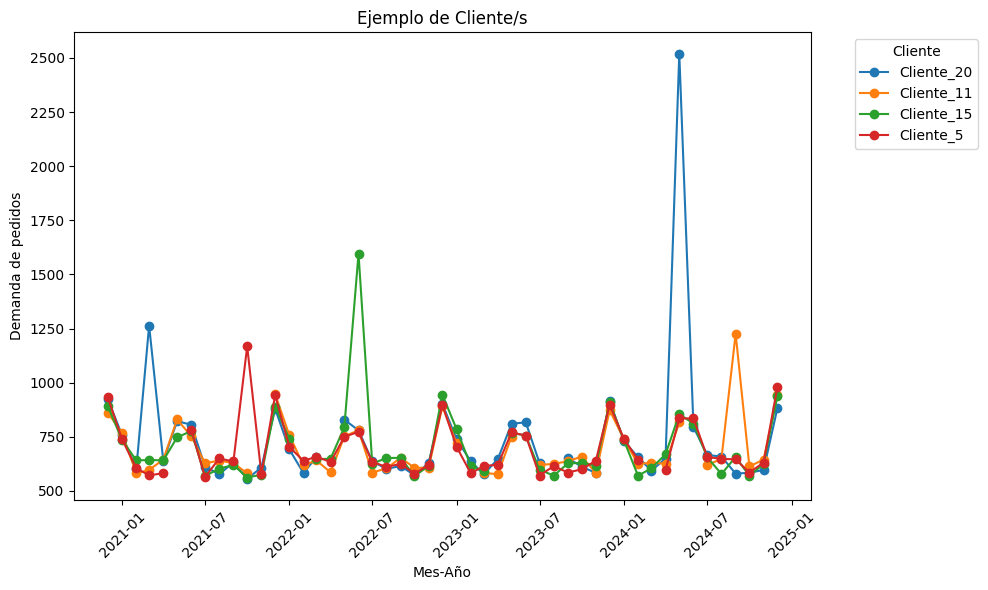 Ejemplo de Cliente/s
Cliente
Cliente_20
Cliente_11
Cliente_15
Cliente_5
Demanda de pedidos
2500
2250
2000
1750
1500
1250
1000
750
500
2021-01
2021-07
2022-01
2022-07
2023-01
2023-07
2024-01
2024-07
2025-01
Mes-Año